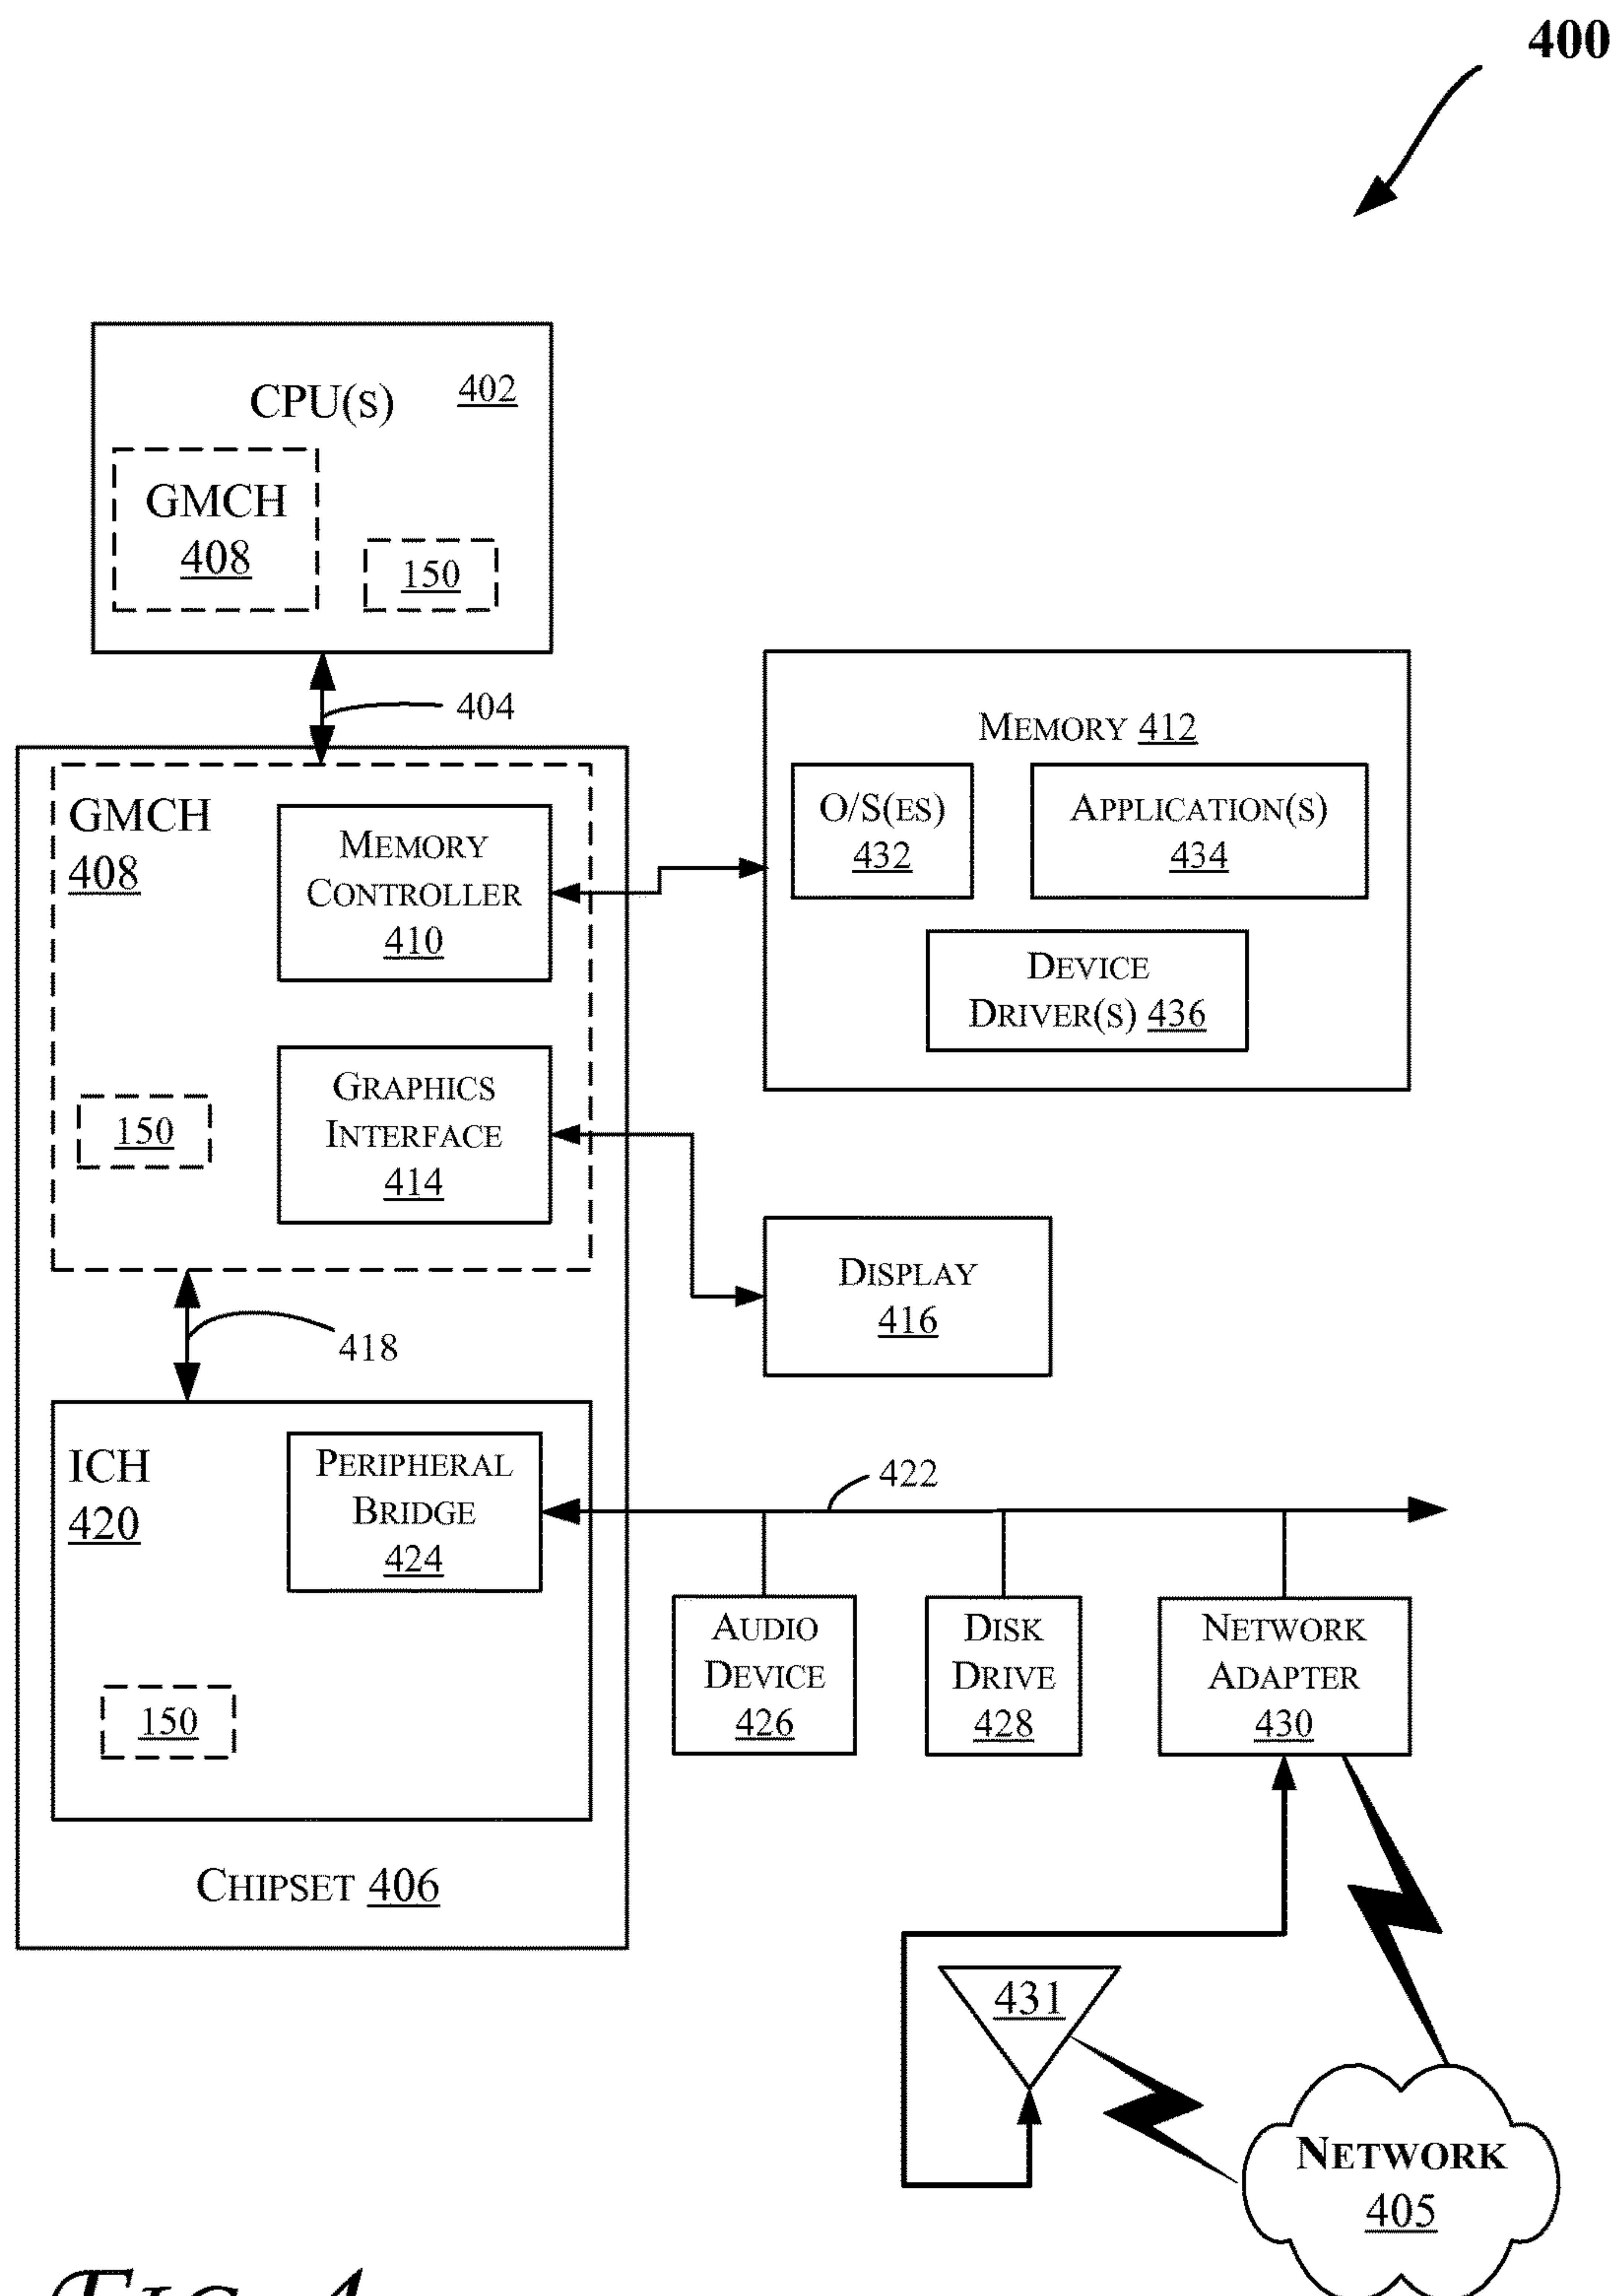 400
CPU(S) 402
GMCH
408
150
404
MEMORY 412
O/S(ES)
432
APPLICATION(S)
434
DEVICE
DRIVER(S) 436
GMCH
408
MEMORY
CONTROLLER
410
150
GRAPHICS
INTERFACE
414
DISPLAY
416
418
ICH
420
PERIPHERAL
BRIDGE
424
422
150
AUDIO
DEVICE
426
DISK
DRIVE
428
NETWORK
ADAPTER
430
CHIPSET 406
431
NETWORK
405
FIG. 4